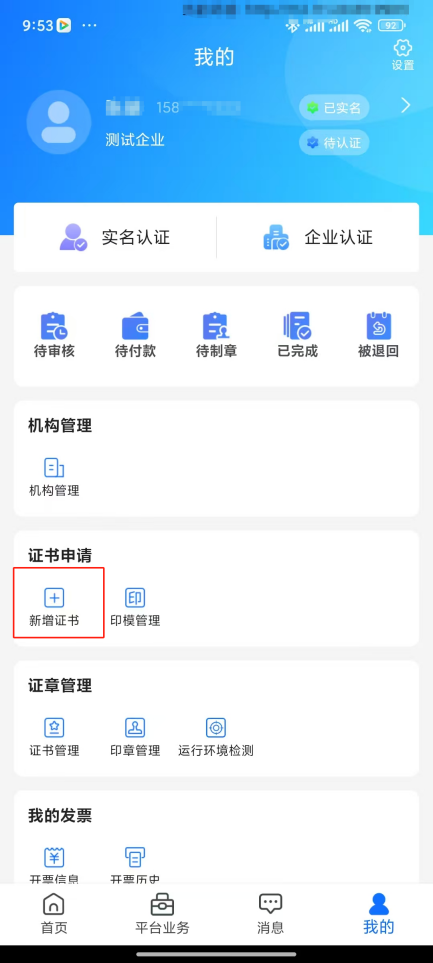 9:53 ··· 92
我的
设置
158
已实名
测试企业
待认证
实名认证 企业认证
待审核 待付款 待制章 已完成 被退回
机构管理
机构管理
证书申请
印
新增证书 印模管理
证章管理
证书管理 印章管理 运行环境检测
我的发票
¥
开票信息 开票历史
首页 平台业务 消息 我的